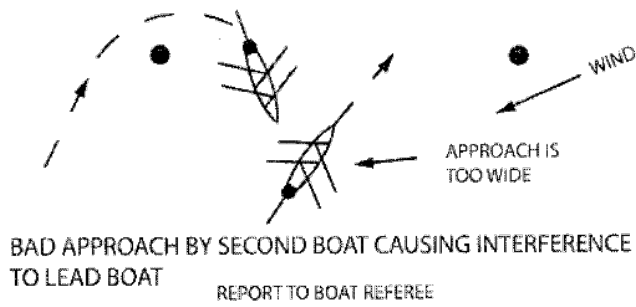 WIND
APPROACH IS
TOO WIDE
BAD APPROACH BY SECOND BOAT CAUSING INTERFERENCE
TO LEAD BOAT
REPORT TO BOAT REFEREE